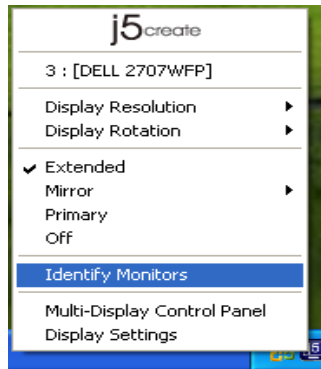 j5create
3 : [DELL 2707WFP]
Display Resolution
Display Rotation
Extended
Mirror
Primary
Off
Identify Monitors
Multi-Display Control Panel
Display Settings